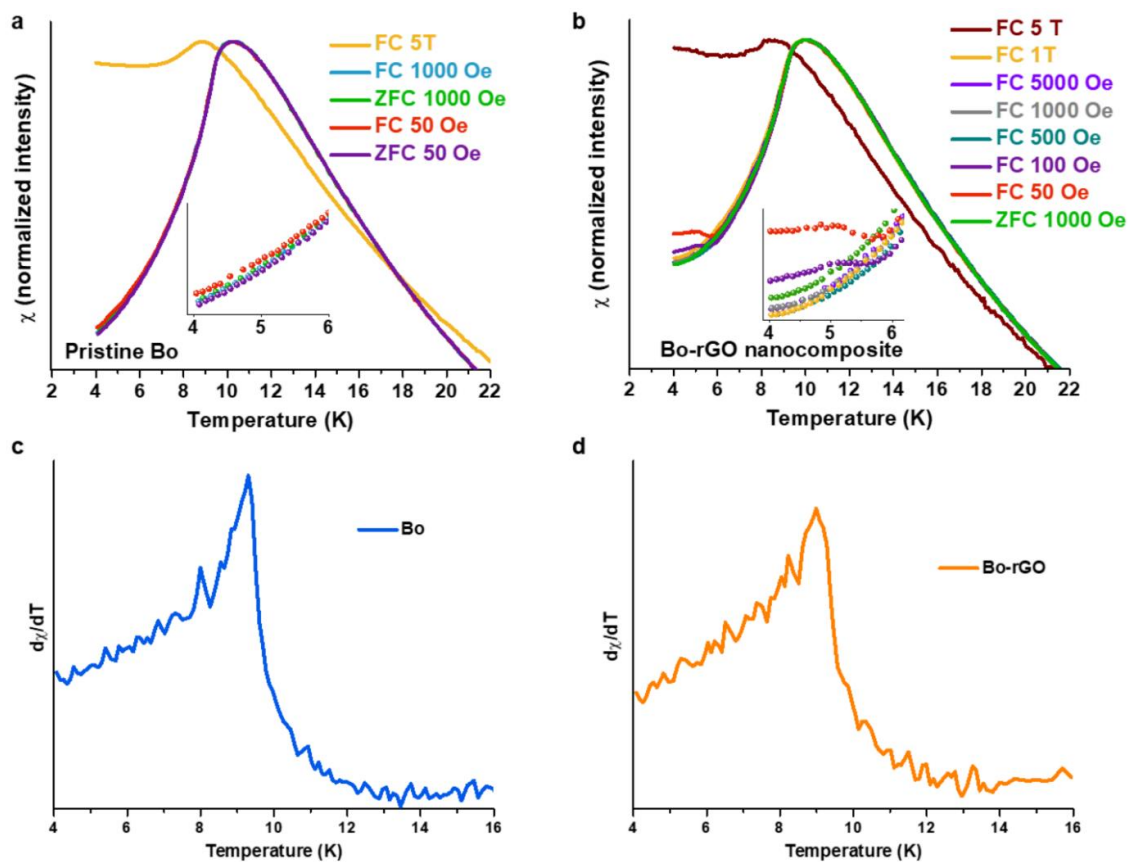 a
FC 5T
FC 1000 Oe
ZFC 1000 Oe
FC 50 Oe
ZFC 50 Oe
χ (normalized intensity)
4 5 6
Pristine Bo
2 4 6 8 10 12 14 16 18 20 22
Temperature (K)
b
FC 5 T
FC 1T
FC 5000 Oe
FC 1000 Oe
FC 500 Oe
FC 100 Oe
FC 50 Oe
ZFC 1000 Oe
χ (normalized intensity)
4 5 6
Bo-rGO nanocomposite
2 4 6 8 10 12 14 16 18 20 22
Temperature (K)
c
Bo
dχ/dT
4 6 8 10 12 14 16
Temperature (K)
d
Bo-rGO
dχ/dT
4 6 8 10 12 14 16
Temperature (K)